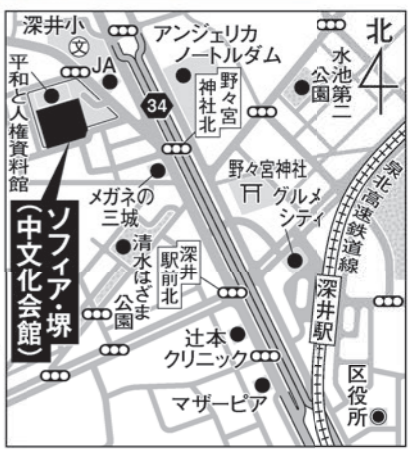 深井小
文
アンジェリカ
ノートルダム
北
JA
34
野々宮
神社北
水池第二
公園
平和と人権資料館
メガネの
三城
野々宮神社
グルメ
シティ
泉北高速鉄道線
ソフィア・堺
(中文化会館)
清水はざま
公園
深井
駅前北
深井駅
辻本
クリニック
マザーピア
区役所